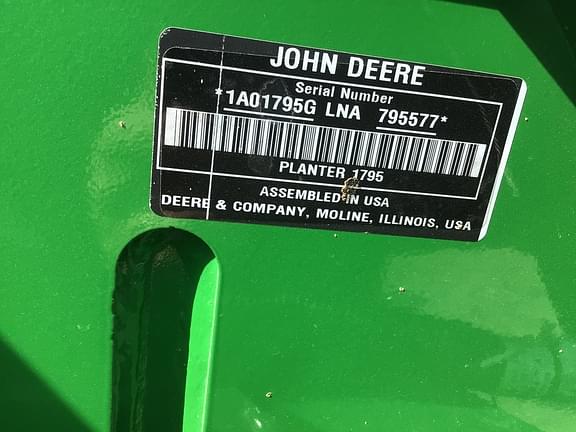 JOHN DEERE
Serial Number
*1A01795G LNA 795577*
PLANTER 1795
ASSEMBLED IN USA
DEERE & COMPANY, MOLINE, ILLINOIS, USA